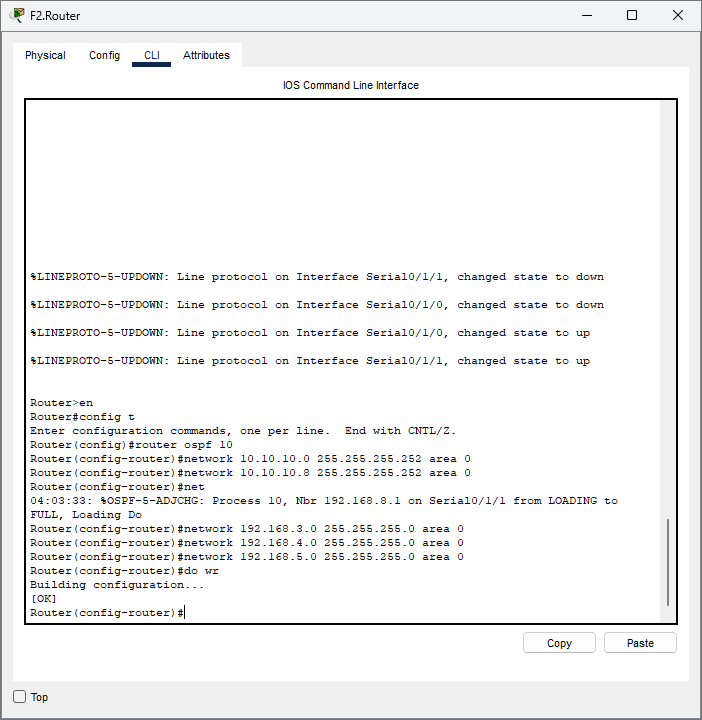 F2.Router
Physical Config CLI Attributes
IOS Command Line Interface
%LINEPROTO-5-UPDOWN: Line protocol on Interface Serial0/1/1, changed state to down
%LINEPROTO-5-UPDOWN: Line protocol on Interface Serial0/1/0, changed state to down
%LINEPROTO-5-UPDOWN: Line protocol on Interface Serial0/1/0, changed state to up
%LINEPROTO-5-UPDOWN: Line protocol on Interface Serial0/1/1, changed state to up
Router>en
Router#config t
Enter configuration commands, one per line.  End with CNTL/Z.
Router(config)#router ospf 10
Router(config-router)#network 10.10.10.0 255.255.255.252 area 0
Router(config-router)#network 10.10.10.8 255.255.255.252 area 0
Router(config-router)#net
04:03:33: %OSPF-5-ADJCHG: Process 10, Nbr 192.168.8.1 on Serial0/1/1 from LOADING to
FULL, Loading Do
Router(config-router)#network 192.168.3.0 255.255.255.0 area 0
Router(config-router)#network 192.168.4.0 255.255.255.0 area 0
Router(config-router)#network 192.168.5.0 255.255.255.0 area 0
Router(config-router)#do wr
Building configuration...
[OK]
Router(config-router)#
Copy Paste
Top